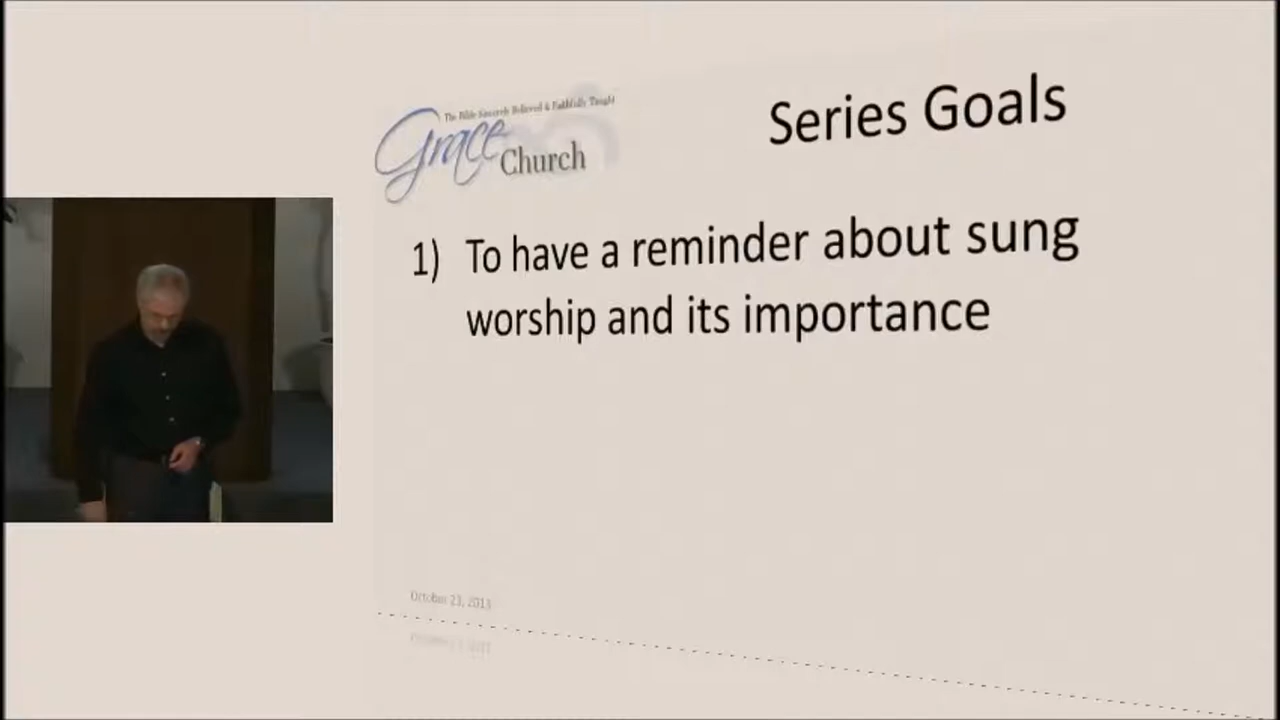 The Bible Sincerely Believed & Faithfully Taught
Grace
Church
Series Goals
1) To have a reminder about sung
worship and its importance
October 23, 2013